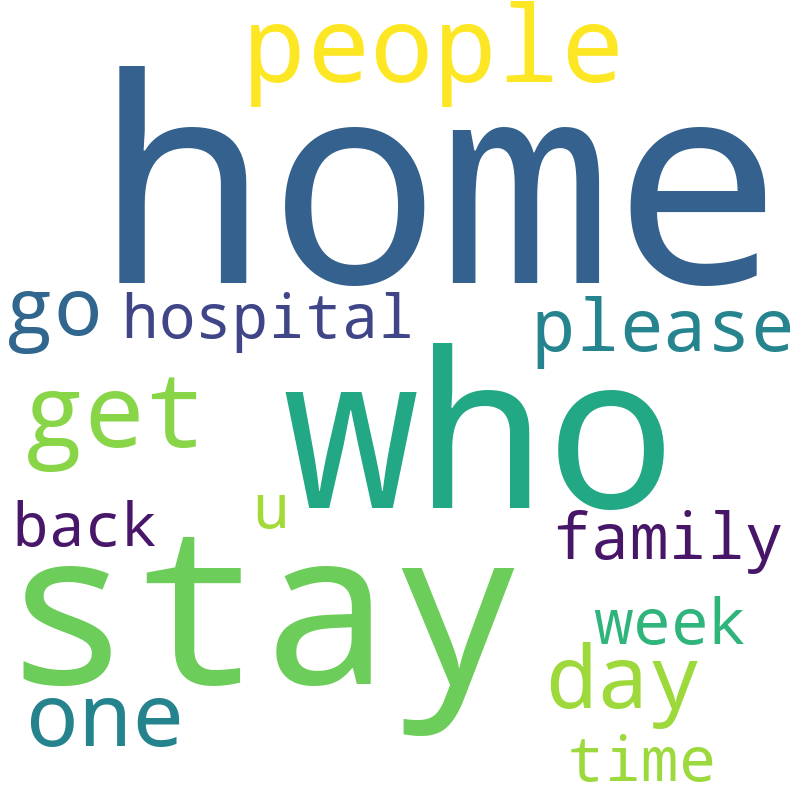 people
home
go hospital please
get who
back u family
stay
week
one day
time